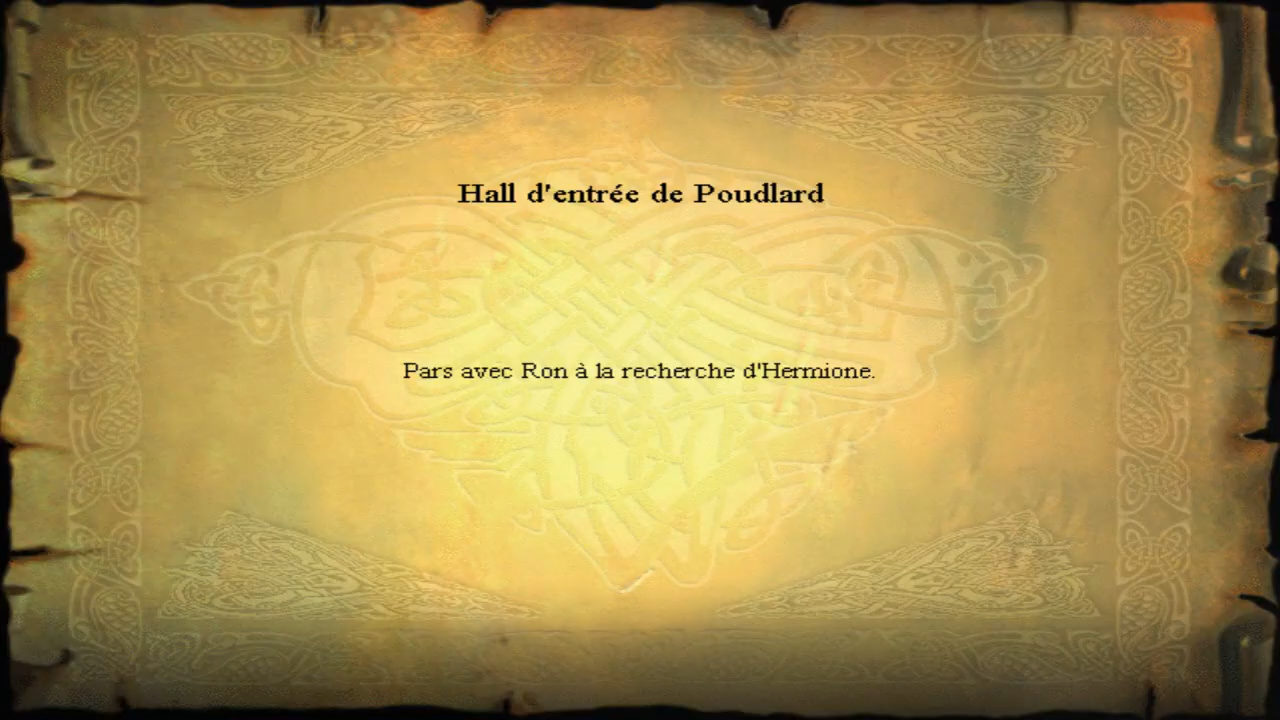 Hall d'entrée de Poudlard
Pars avec Ron à la recherche d'Hermione.